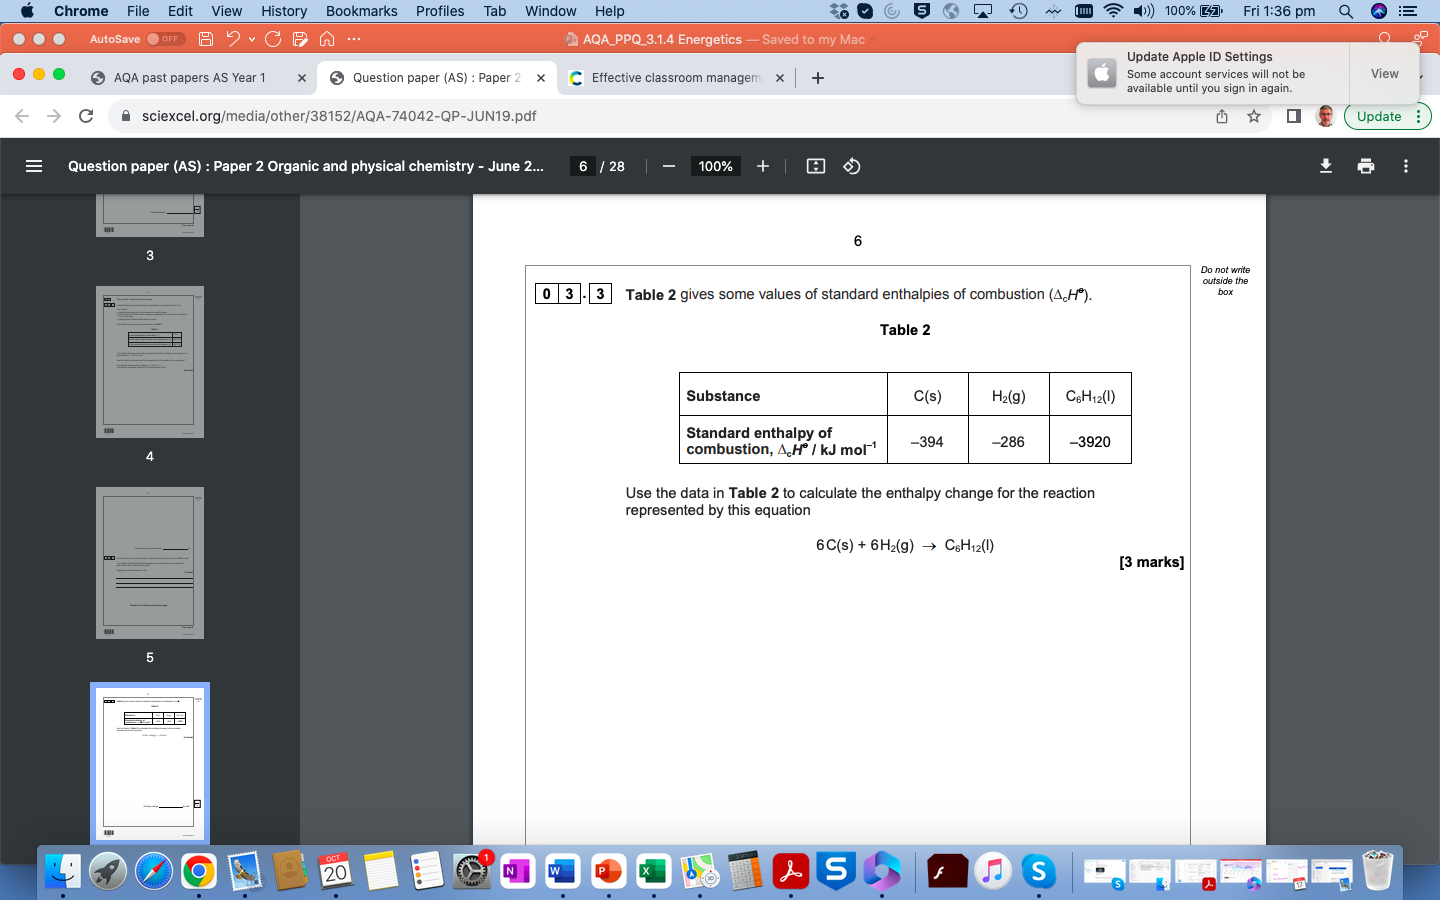 Chrome File Edit View History Bookmarks Profiles Tab Window Help 100% Fri 1:36 pm
AutoSave OFF AQA_PPQ_3.1.4 Energetics — Saved to my Mac
AQA past papers AS Year 1 Question paper (AS) : Paper 2 Effective classroom managem
Update Apple ID Settings
Some account services will not be
available until you sign in again.
View
sciexcel.org/media/other/38152/AQA-74042-QP-JUN19.pdf Update
Question paper (AS) : Paper 2 Organic and physical chemistry - June 2... 6 / 28 100%
3
4
5
6
Do not write
outside the
box
0 3 . 3 Table 2 gives some values of standard enthalpies of combustion (ΔcH⦵).
Table 2
Substance C(s) H₂(g) C₆H₁₂(l)
Standard enthalpy of
combustion, ΔcH⦵ / kJ mol⁻¹ –394 –286 –3920
Use the data in Table 2 to calculate the enthalpy change for the reaction
represented by this equation
6C(s) + 6H₂(g) → C₆H₁₂(l)
[3 marks]
OCT
20
1
17